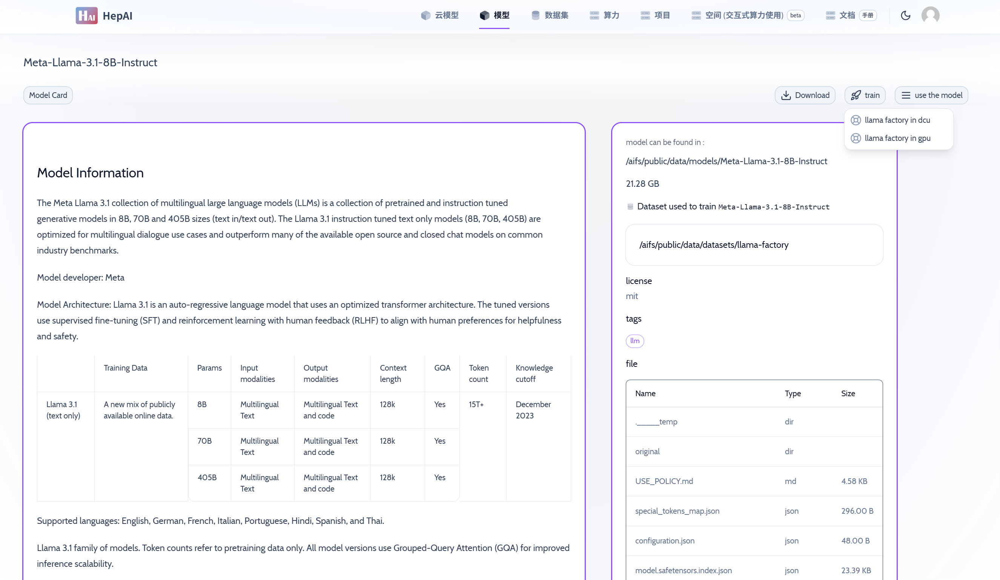 HAI HepAI 云模型 模型 数据集 算力 项目 空间 (交互式算力使用) beta 文档 手册
Meta-Llama-3.1-8B-Instruct
Model Card Download train use the model
llama factory in dcu
llama factory in gpu
Model Information
The Meta Llama 3.1 collection of multilingual large language models (LLMs) is a collection of pretrained and instruction tuned
generative models in 8B, 70B and 405B sizes (text in/text out). The Llama 3.1 instruction tuned text only models (8B, 70B, 405B) are
optimized for multilingual dialogue use cases and outperform many of the available open source and closed chat models on common
industry benchmarks.
Model developer: Meta
Model Architecture: Llama 3.1 is an auto-regressive language model that uses an optimized transformer architecture. The tuned versions
use supervised fine-tuning (SFT) and reinforcement learning with human feedback (RLHF) to align with human preferences for helpfulness
and safety.
Training Data Params Input modalities Output modalities Context length GQA Token count Knowledge cutoff
Llama 3.1 (text only) A new mix of publicly available online data. 8B Multilingual Text Multilingual Text and code 128k Yes 15T+ December 2023
70B Multilingual Text Multilingual Text and code 128k Yes
405B Multilingual Text Multilingual Text and code 128k Yes
Supported languages: English, German, French, Italian, Portuguese, Hindi, Spanish, and Thai.
Llama 3.1 family of models. Token counts refer to pretraining data only. All model versions use Grouped-Query Attention (GQA) for improved
inference scalability.
model can be found in :
/aifs/public/data/models/Meta-Llama-3.1-8B-Instruct
21.28 GB
Dataset used to train Meta-Llama-3.1-8B-Instruct
/aifs/public/data/datasets/llama-factory
license
mit
tags
llm
file
Name Type Size
._____temp dir
original dir
USE_POLICY.md md 4.58 KB
special_tokens_map.json json 296.00 B
configuration.json json 48.00 B
model.safetensors.index.json json 23.39 KB